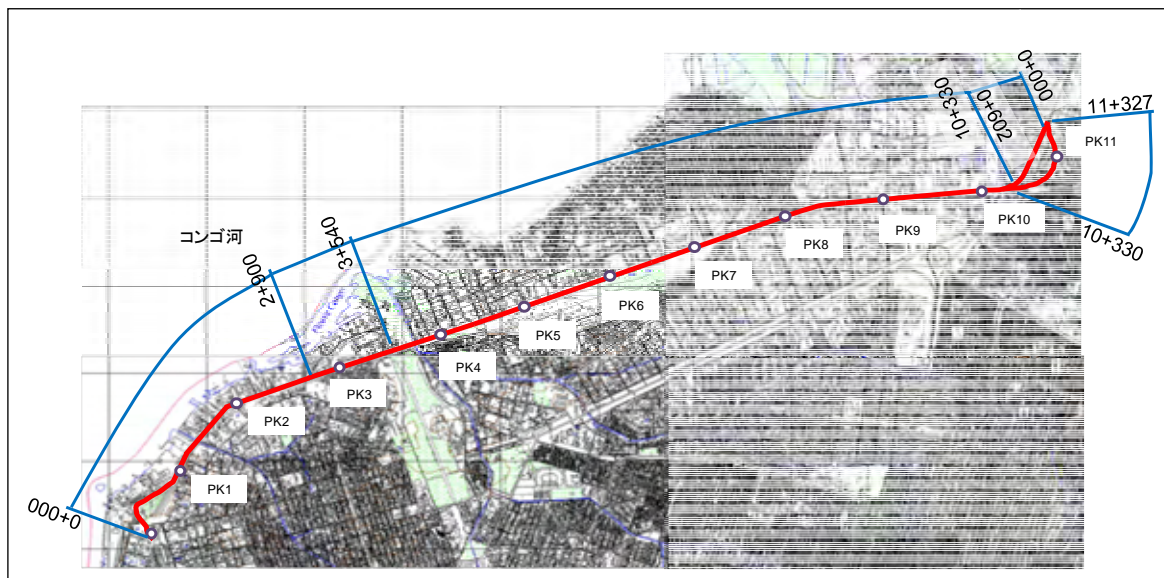 0+000
10+330
0+602
11+327
PK11
10+330
PK10
PK9
PK8
PK7
PK6
PK5
PK4
コンゴ河
3+540
2+900
PK3
PK2
PK1
0+000